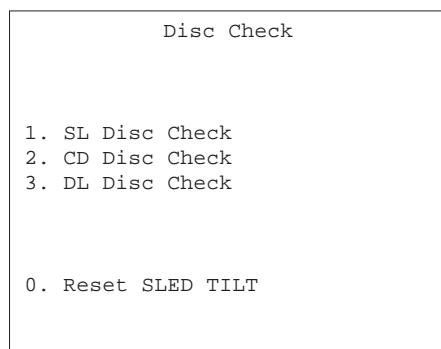 Disc Check
1. SL Disc Check
2. CD Disc Check
3. DL Disc Check
0. Reset SLED TILT